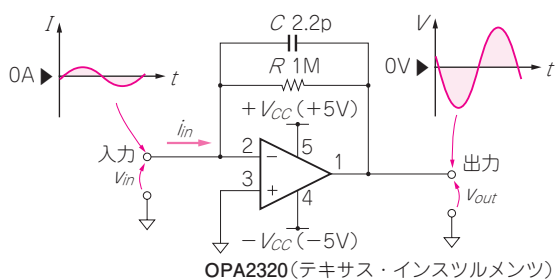 I
0A
t
C 2.2p
R 1M
V
0V
t
iin
入力
vin
+VCC(+5V)
2
−
3
+
5
1
4
−VCC(−5V)
出力
vout
OPA2320(テキサス・インスツルメンツ)